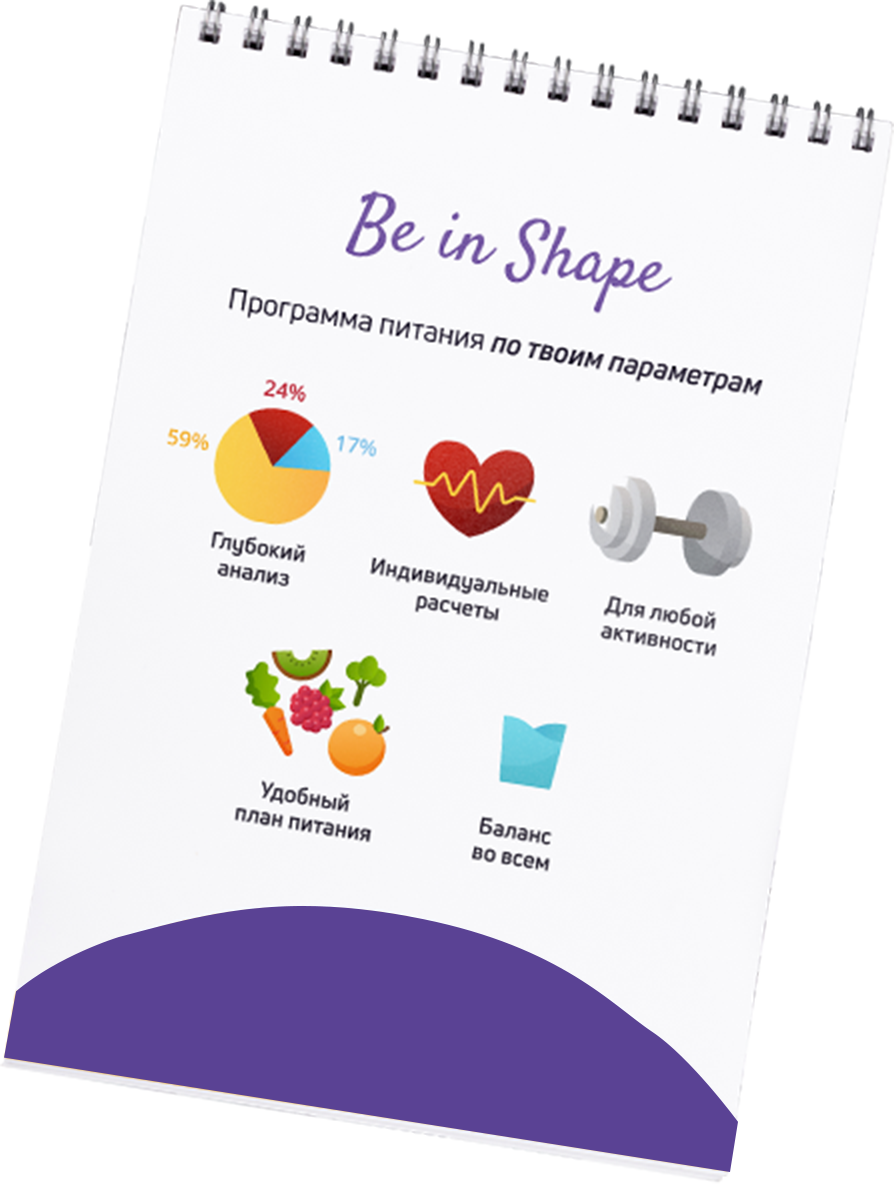 Be in Shape
Программа питания по твоим параметрам
24%
59%
17%
Глубокий
анализ
Индивидуальные
расчеты
Для любой
активности
Удобный
план питания
Баланс
во всем